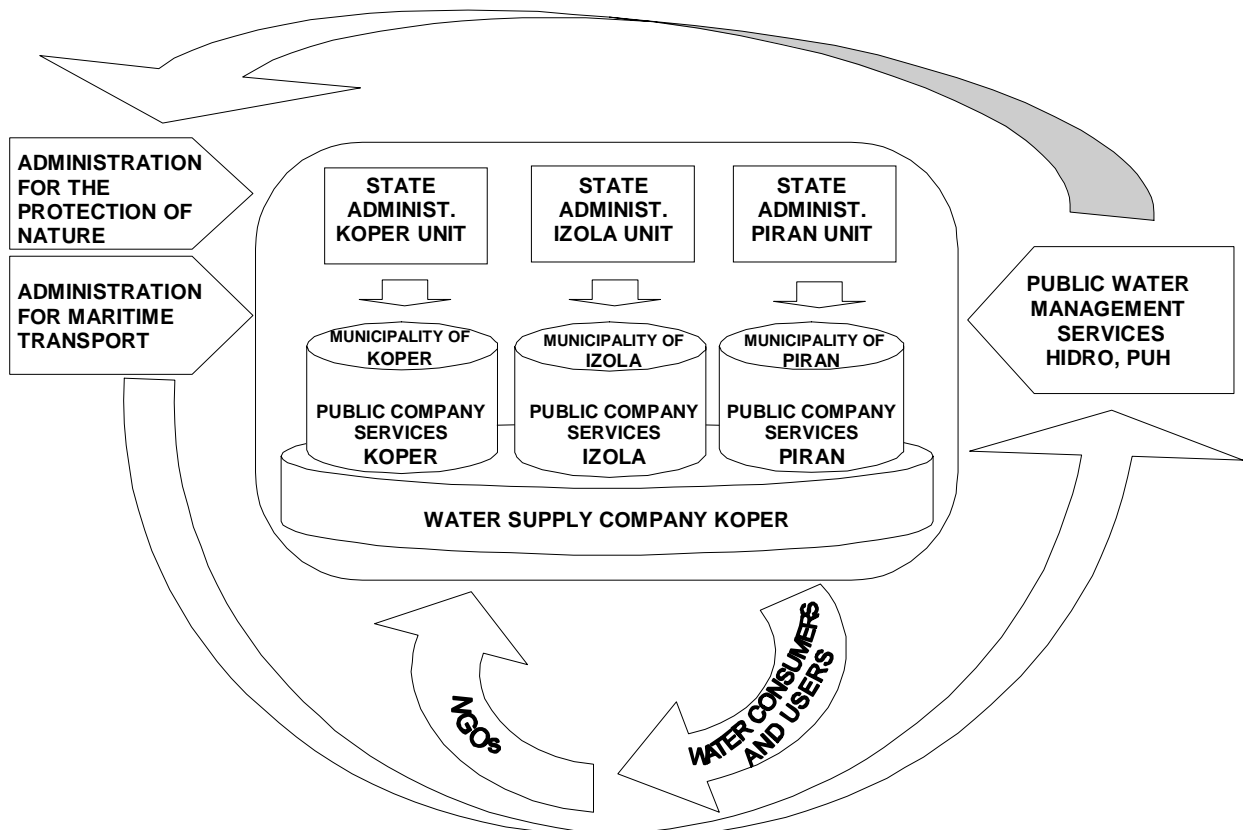 ADMINISTRATION
FOR THE
PROTECTION OF
NATURE
ADMINISTRATION
FOR MARITIME
TRANSPORT
STATE
ADMINIST.
KOPER UNIT
STATE
ADMINIST.
IZOLA UNIT
STATE
ADMINIST.
PIRAN UNIT
MUNICIPALITY OF
KOPER
PUBLIC COMPANY
SERVICES
KOPER
MUNICIPALITY OF
IZOLA
PUBLIC COMPANY
SERVICES
IZOLA
MUNICIPALITY OF
PIRAN
PUBLIC COMPANY
SERVICES
PIRAN
WATER SUPPLY COMPANY KOPER
PUBLIC WATER
MANAGEMENT
SERVICES
HIDRO, PUH
NGOs
WATER CONSUMERS
AND USERS